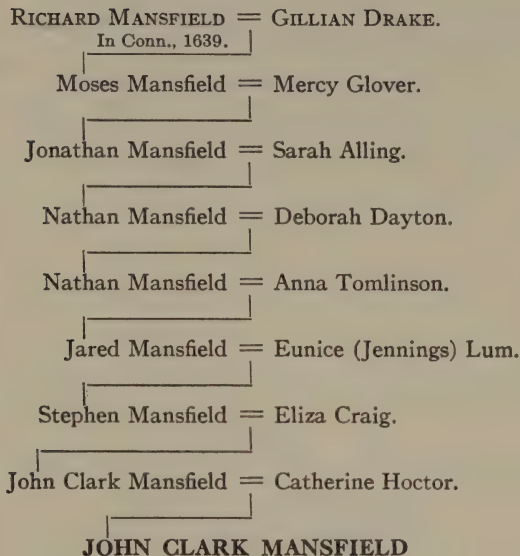 RICHARD MANSFIELD = GILLIAN DRAKE.
In Conn., 1639.
Moses Mansfield = Mercy Glover.
Jonathan Mansfield = Sarah Alling.
Nathan Mansfield = Deborah Dayton.
Nathan Mansfield = Anna Tomlinson.
Jared Mansfield = Eunice (Jennings) Lum.
Stephen Mansfield = Eliza Craig.
John Clark Mansfield = Catherine Hoctor.
JOHN CLARK MANSFIELD